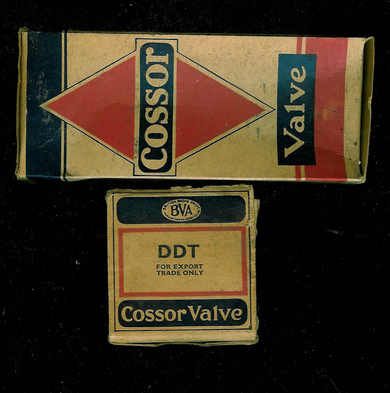 Cossor
Valve
BVA
DDT
FOR EXPORT
TRADE ONLY
Cossor Valve